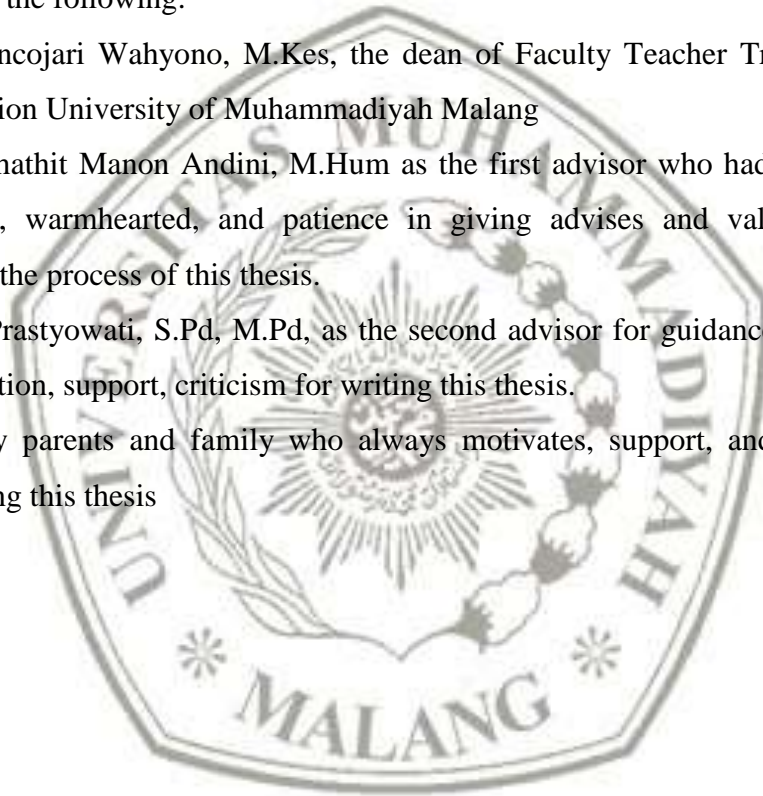 the following:
ncojari Wahyono, M.Kes, the dean of Faculty Teacher Tr
ion University of Muhammadiyah Malang
nathit Manon Andini, M.Hum as the first advisor who had
, warmhearted, and patience in giving advises and val
the process of this thesis.
Prastyowati, S.Pd, M.Pd, as the second advisor for guidance
tion, support, criticism for writing this thesis.
y parents and family who always motivates, support, and
ng this thesis
UNIVERSITAS MUHAMMADIYAH
MALANG